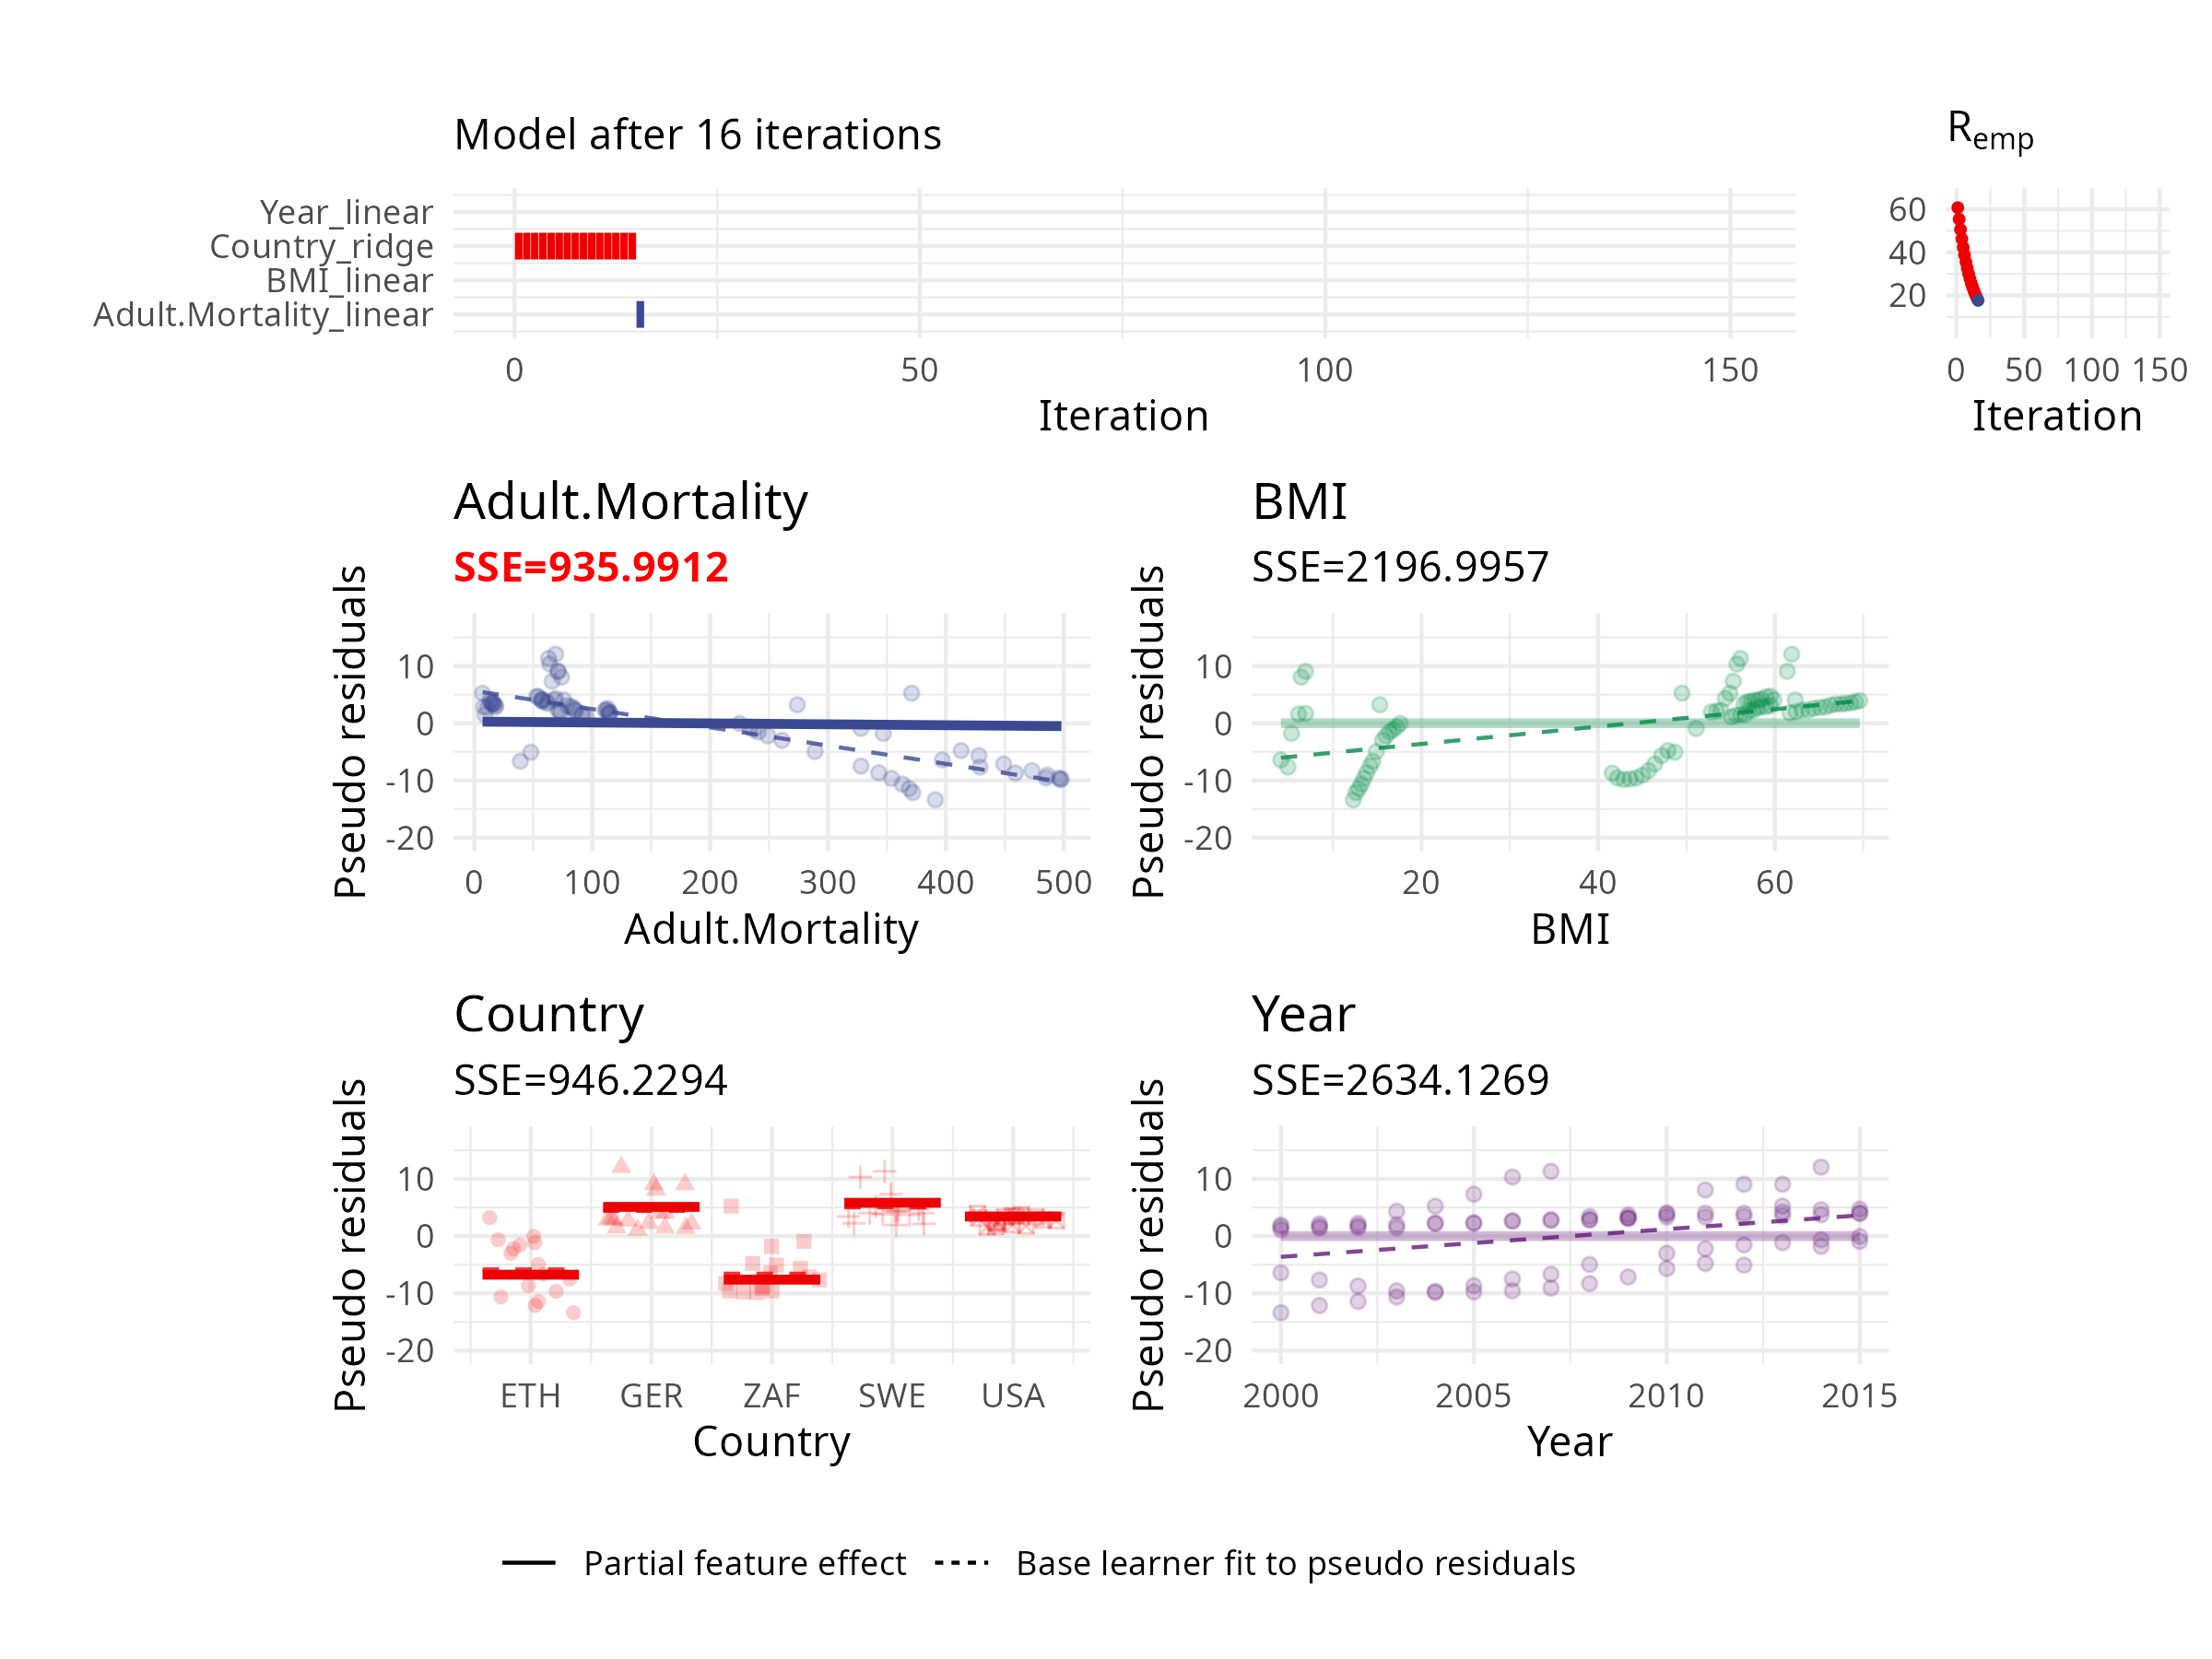 Model after 16 iterations
Year_linear
Country_ridge
BMI_linear
Adult.Mortality_linear
0 50 100 150
Iteration
Remp
60
40
20
0 50 100 150
Iteration
Adult.Mortality
SSE=935.9912
Pseudo residuals
10
0
-10
-20
0 100 200 300 400 500
Adult.Mortality
BMI
SSE=2196.9957
Pseudo residuals
10
0
-10
-20
20 40 60
BMI
Country
SSE=946.2294
Pseudo residuals
10
0
-10
-20
ETH GER ZAF SWE USA
Country
Year
SSE=2634.1269
Pseudo residuals
10
0
-10
-20
2000 2005 2010 2015
Year
Partial feature effect Base learner fit to pseudo residuals